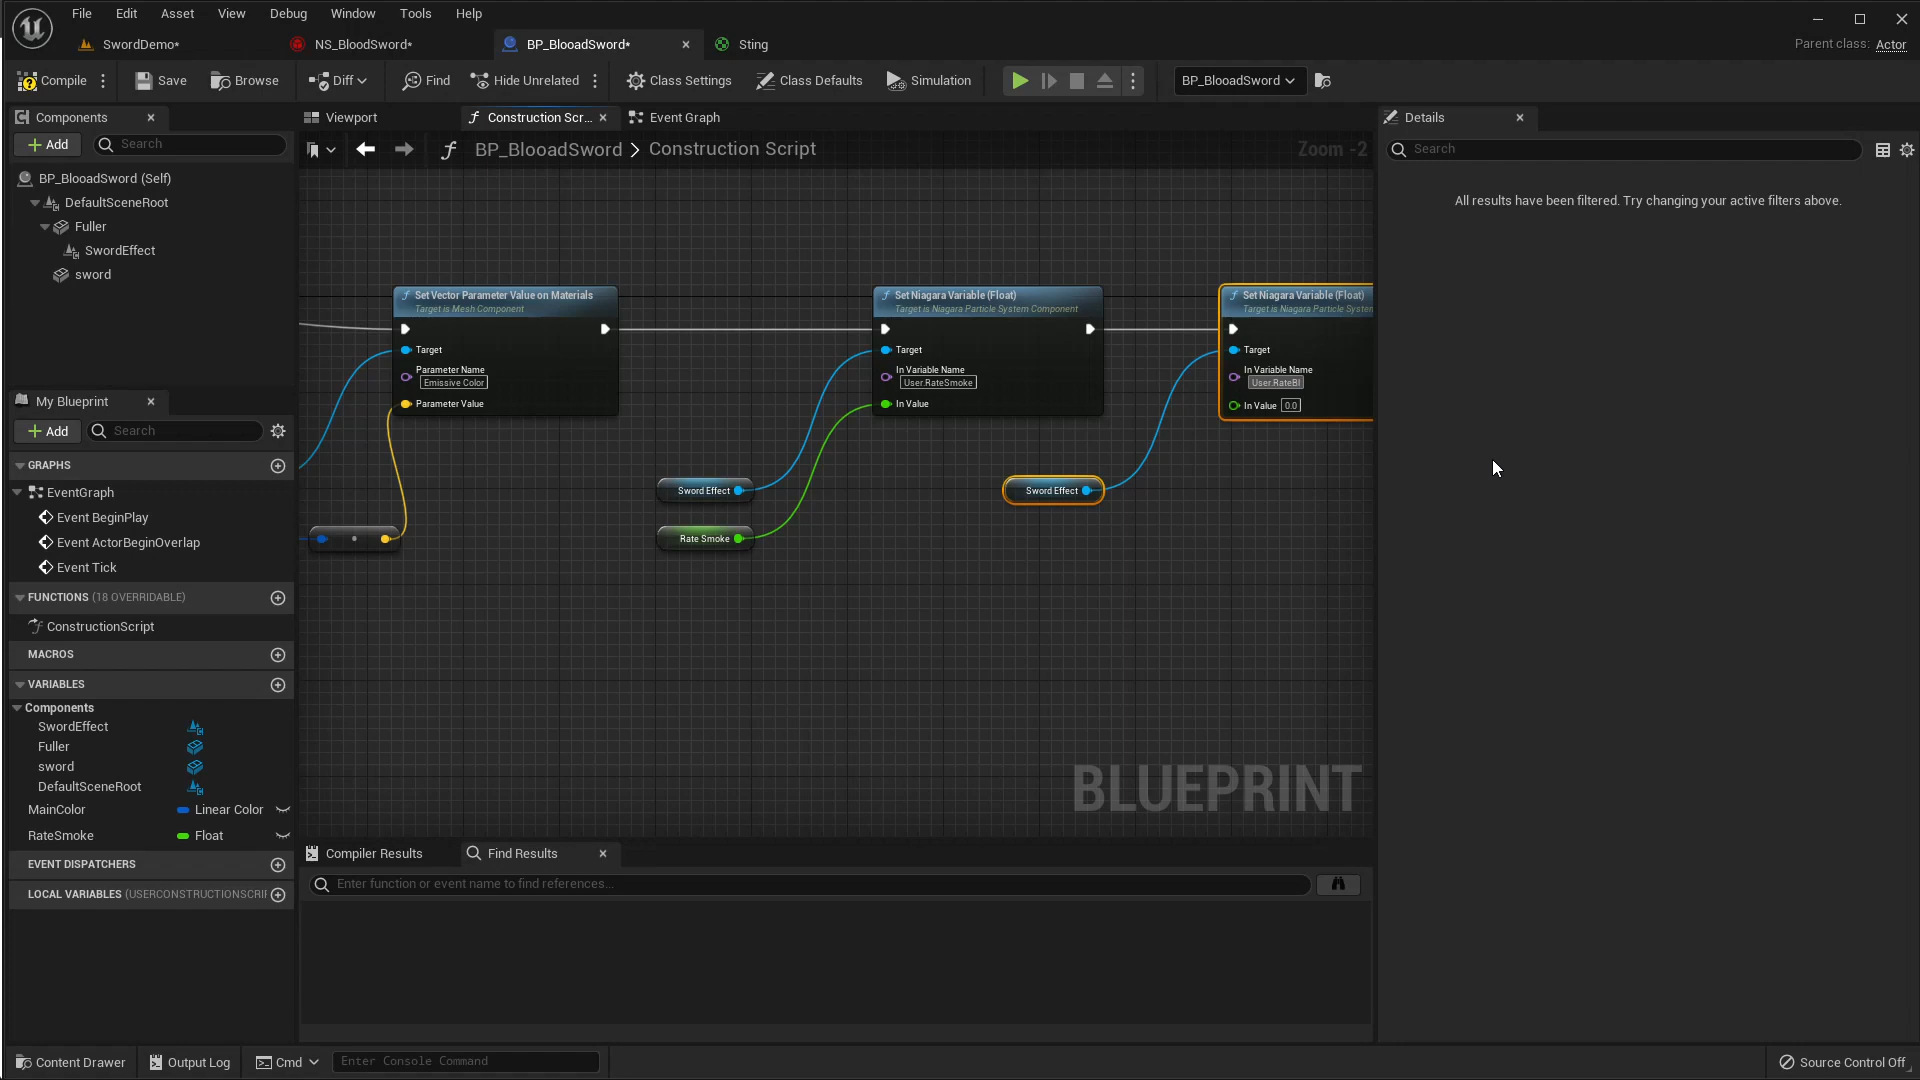 File Edit Asset View Debug Window Tools Help
SwordDemo* NS_BloodSword* BP_BlooadSword* Sting
Parent class: Actor
Compile Save Browse Diff Find Hide Unrelated Class Settings Class Defaults Simulation BP_BlooadSword
Components Viewport Construction Scr... Event Graph Details
Add Search
BP_BlooadSword > Construction Script Zoom -2
Search
BP_BlooadSword (Self)
DefaultSceneRoot
Fuller
SwordEffect
sword
All results have been filtered. Try changing your active filters above.
Set Vector Parameter Value on Materials
Target is Mesh Component
Target
Parameter Name
Emissive Color
Parameter Value
Set Niagara Variable (Float)
Target is Niagara Particle System Component
Target
In Variable Name
User.RateSmoke
In Value
Set Niagara Variable (Float)
Target is Niagara Particle System
Target
In Variable Name
User.RateBl
In Value 0.0
Sword Effect
Rate Smoke
Sword Effect
BLUEPRINT
My Blueprint
Add Search
GRAPHS
EventGraph
Event BeginPlay
Event ActorBeginOverlap
Event Tick
FUNCTIONS (18 OVERRIDABLE)
ConstructionScript
MACROS
VARIABLES
Components
SwordEffect
Fuller
sword
DefaultSceneRoot
MainColor Linear Color
RateSmoke Float
EVENT DISPATCHERS
LOCAL VARIABLES (USERCONSTRUCTIONSCRI
Compiler Results Find Results
Enter function or event name to find references...
Content Drawer Output Log Cmd Enter Console Command Source Control Off